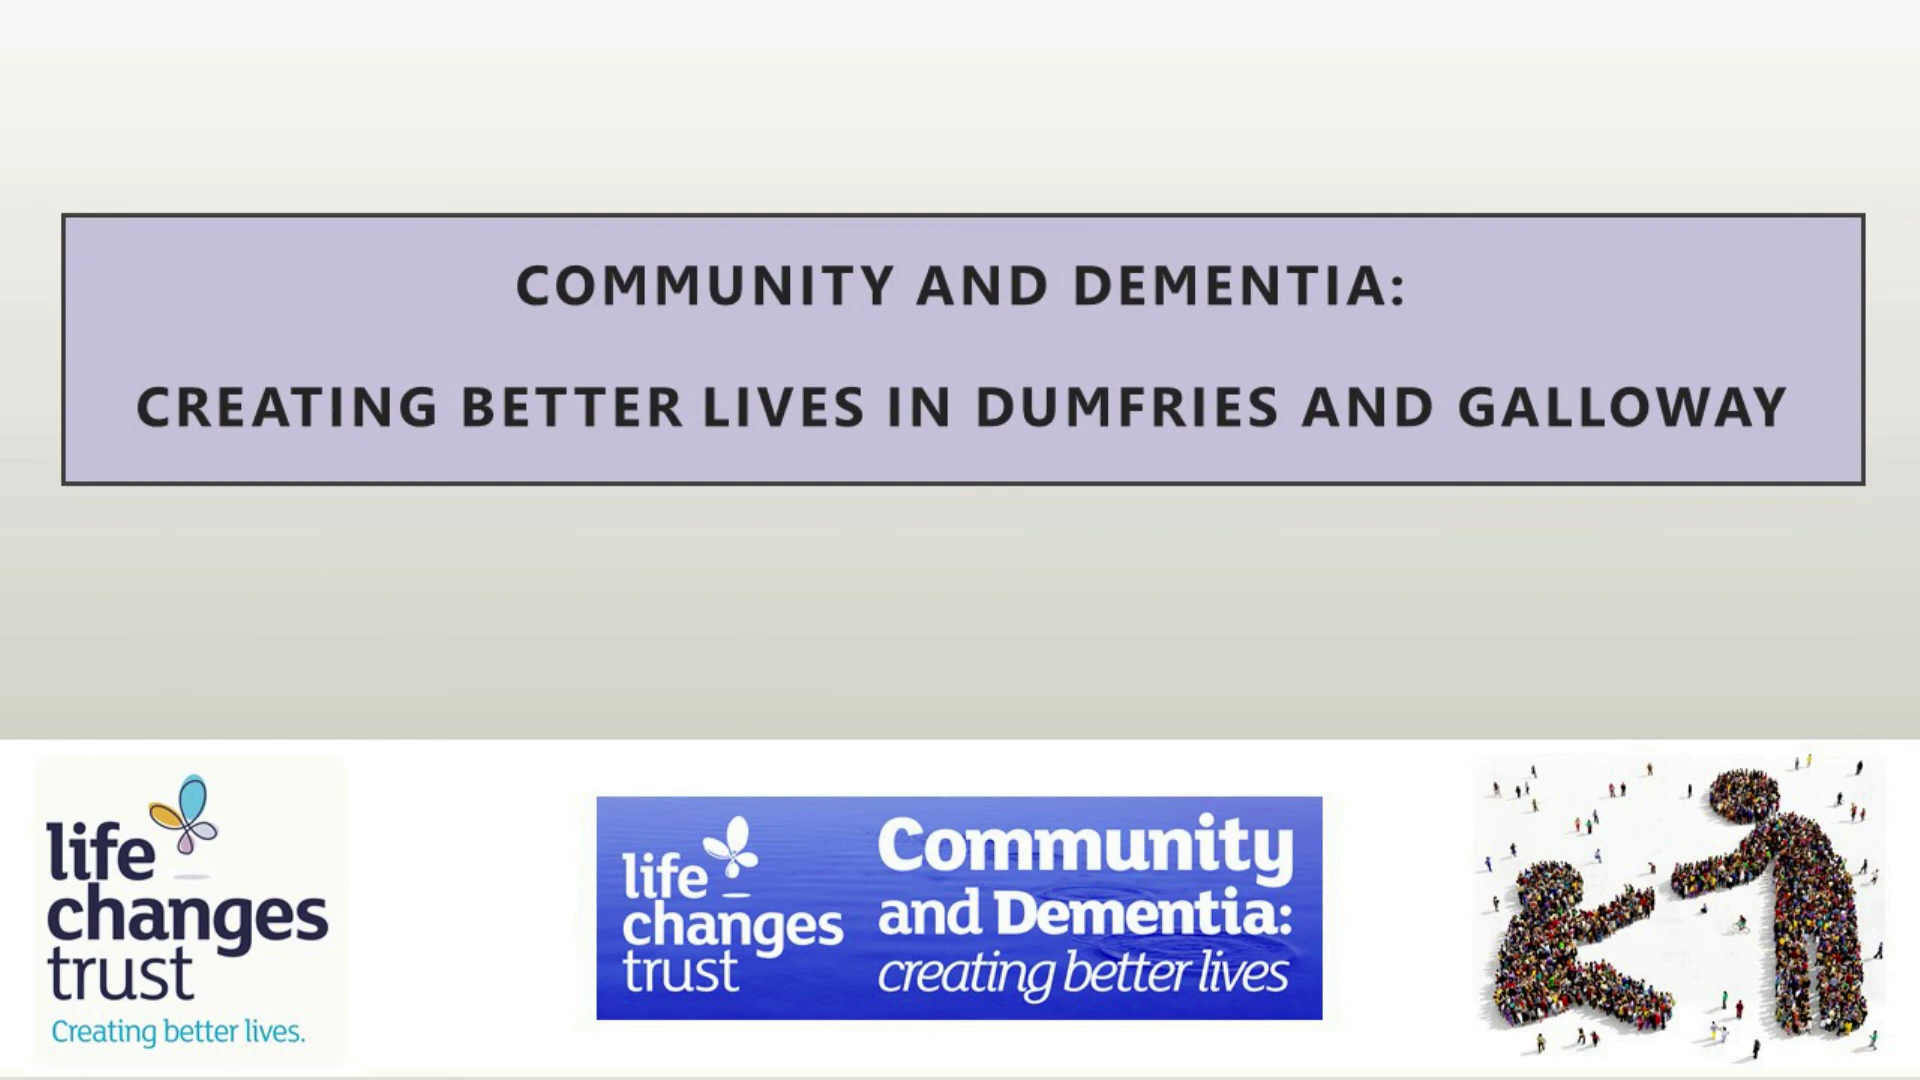 COMMUNITY AND DEMENTIA:
CREATING BETTER LIVES IN DUMFRIES AND GALLOWAY
life
changes
trust
Creating better lives.
life
changes
trust
Community
and Dementia:
creating better lives